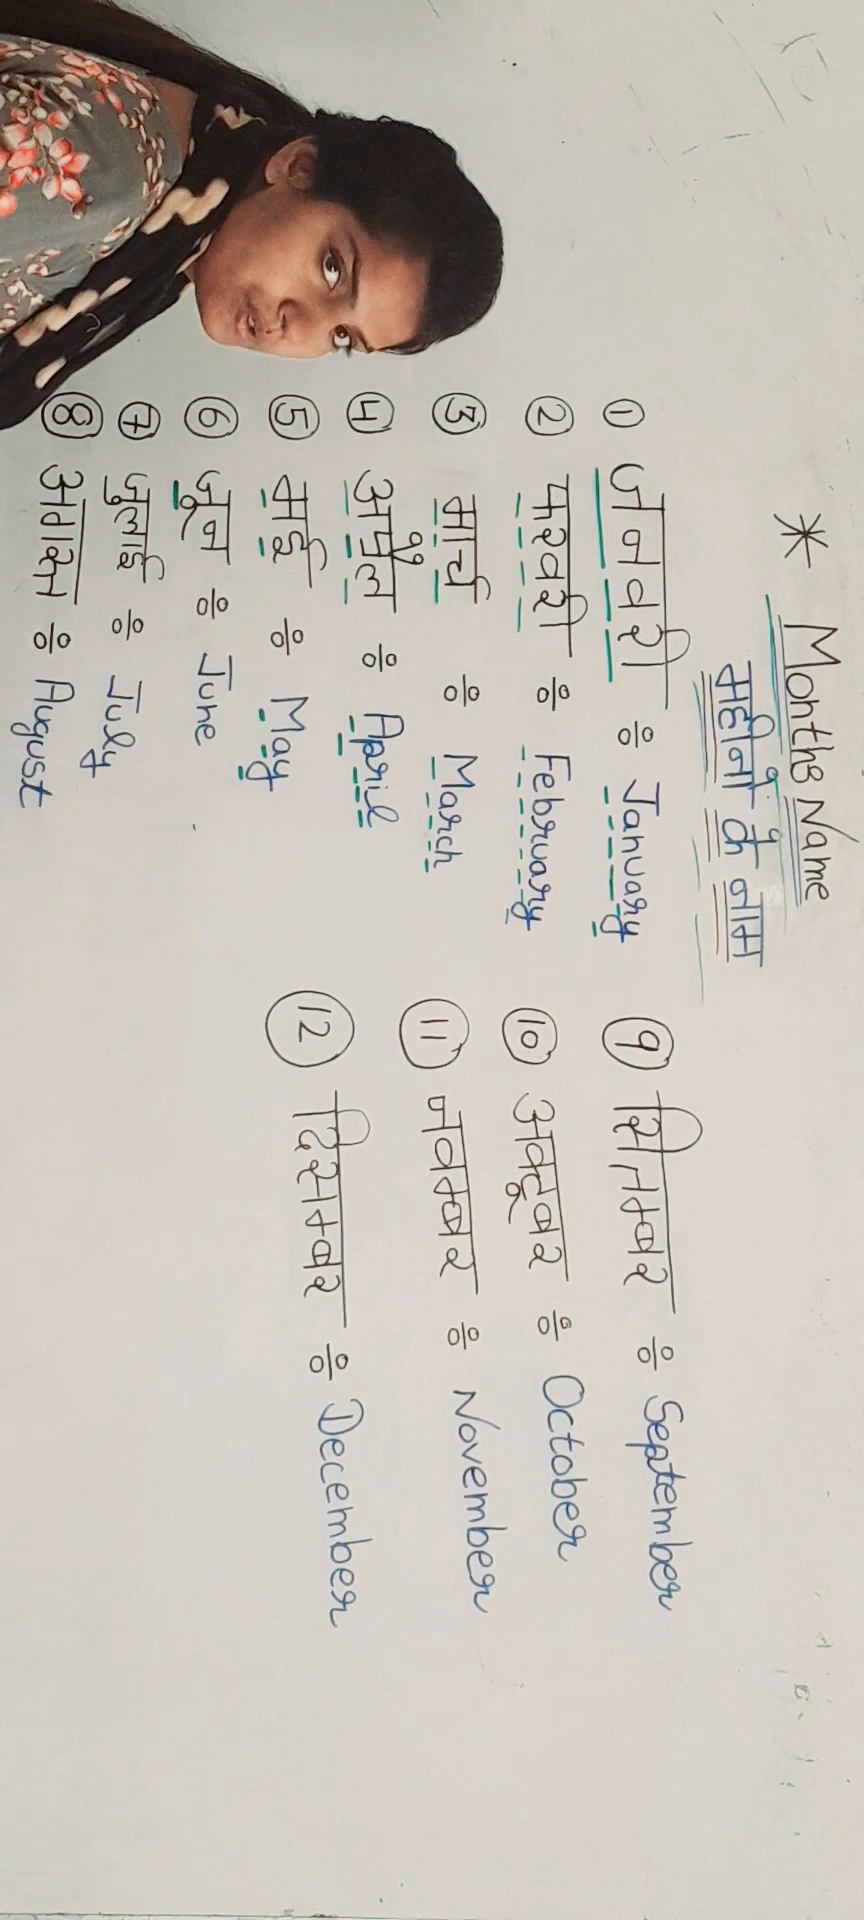 * Months Name
महीनों के नाम
① जनवरी ÷ January
② फरवरी ÷ February
③ मार्च ÷ March
④ अप्रैल ÷ April
⑤ मई ÷ May
⑥ जून ÷ June
⑦ जुलाई ÷ July
⑧ अगस्त ÷ August
⑨ सितम्बर ÷ September
⑩ अक्टूबर ÷ October
⑪ नवम्बर ÷ November
⑫ दिसम्बर ÷ December